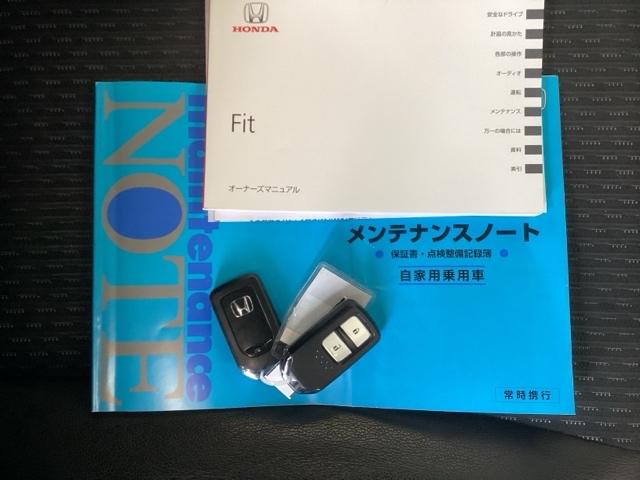 HONDA
Fit
オーナーズマニュアル
安全なドライブ
計器の見かた
各部の操作
オーディオ
運転
メンテナンス
万一の場合には
資料
索引
maintenance
NOTE
メンテナンスノート
保証書・点検整備記録簿
自家用乗用車
常時携行